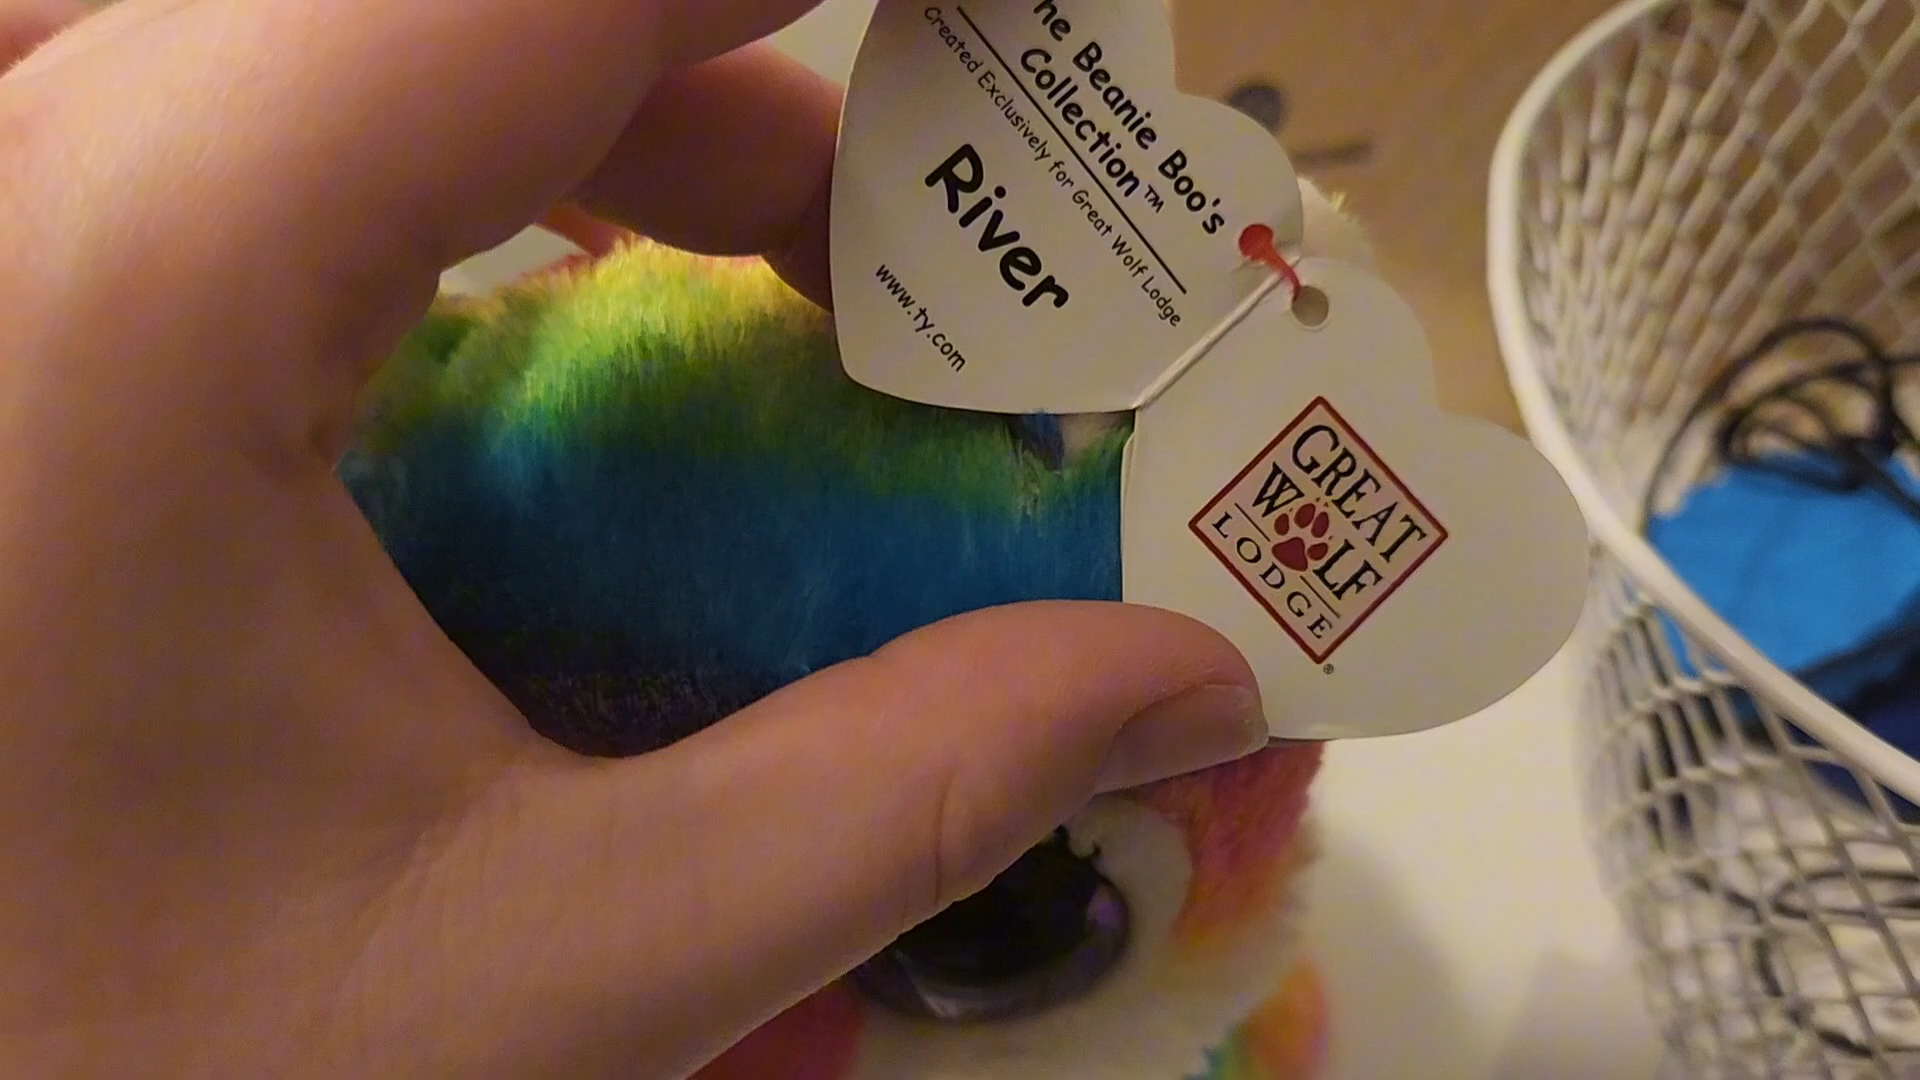 he Beanie Boo's
Collection™
Created Exclusively for Great Wolf Lodge
River
www.ty.com
GREAT
WOLF
LODGE
®